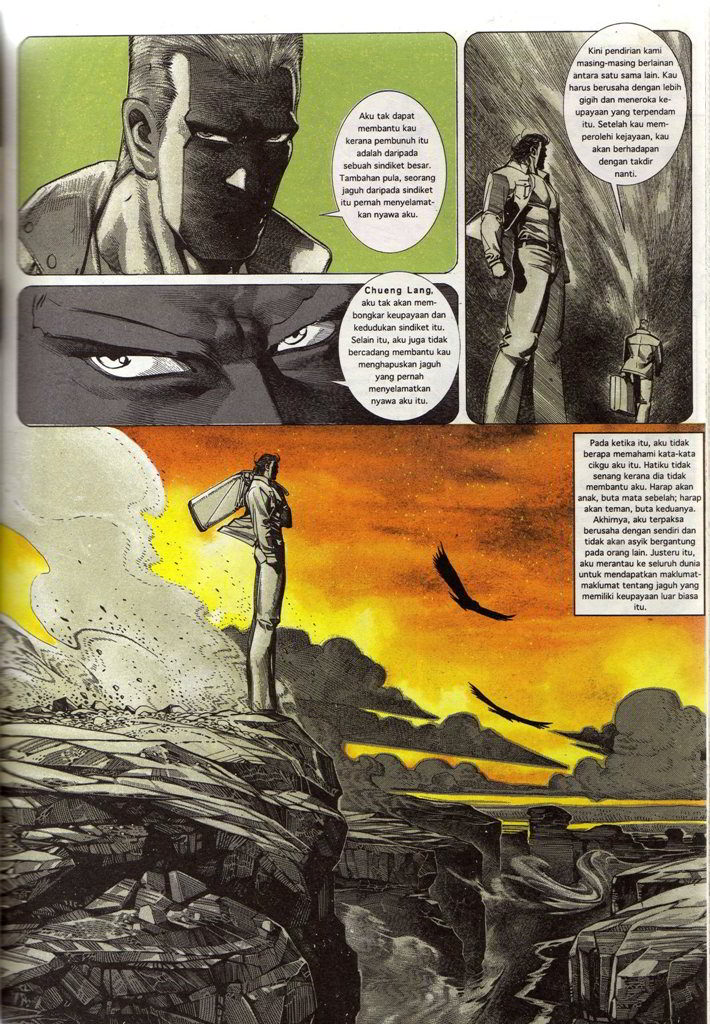 Aku tak dapat
membantu kau
kerana pembunuh itu
adalah daripada
sebuah sindiket besar.
Tambahan pula, seorang
jaguh daripada sindiket
itu pernah menyelamat-
kan nyawa aku.
Chueng Lang,
aku tak akan mem-
bongkar keupayaan dan
kedudukan sindiket itu.
Selain itu, aku juga tidak
bercadang membantu kau
menghapuskan jaguh
yang pernah
menyelamatkan
nyawa aku itu.
Kini pendirian kami
masing-masing berlainan
antara satu sama lain. Kau
harus berusaha dengan lebih
gigih dan meneroka ke-
upayaan yang terpendam
itu. Setelah kau mem-
perolehi kejayaan, kau
akan berhadapan
dengan takdir
nanti.
Pada ketika itu, aku tidak
berapa memahami kata-kata
cikgu aku itu. Hatiku tidak
senang kerana dia tidak
membantu aku. Harap akan
anak, buta mata sebelah; harap
akan teman, buta keduanya.
Akhirnya, aku terpaksa
berusaha dengan sendiri dan
tidak akan asyik bergantung
pada orang lain. Justeru itu,
aku merantau ke seluruh dunia
untuk mendapatkan maklumat-
maklumat tentang jaguh yang
memiliki keupayaan luar biasa
itu.